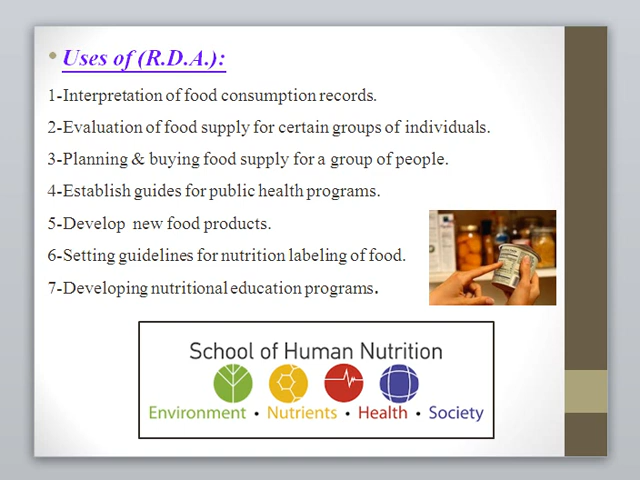 Uses of (R.D.A.):
1-Interpretation of food consumption records.
2-Evaluation of food supply for certain groups of individuals.
3-Planning & buying food supply for a group of people.
4-Establish guides for public health programs.
5-Develop  new food products.
6-Setting guidelines for nutrition labeling of food.
7-Developing nutritional education programs.
School of Human Nutrition
Environment • Nutrients • Health • Society